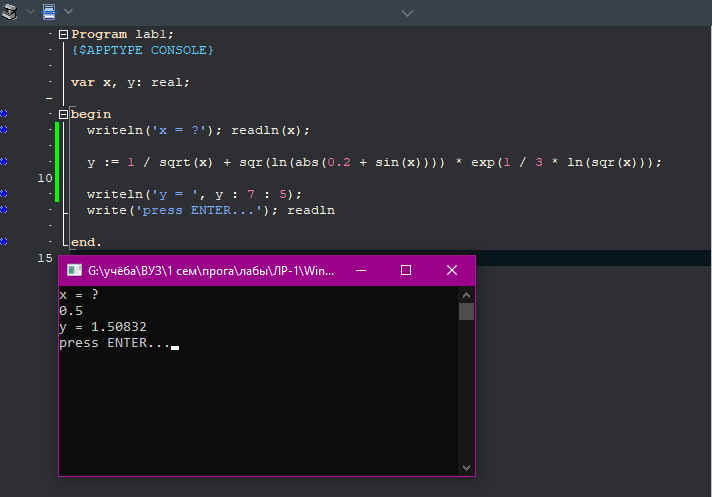 Program lab1;
{$APPTYPE CONSOLE}
var x, y: real;
begin
writeln('x = ?'); readln(x);
y := 1 / sqrt(x) + sqr(ln(abs(0.2 + sin(x)))) * exp(1 / 3 * ln(sqr(x)));
10
writeln('y = ', y : 7 : 5);
write('press ENTER...'); readln
end.
15
G:\учёба\ВУЗ\1 сем\прога\лабы\ЛР-1\Win...
x = ?
0.5
y = 1.50832
press ENTER...